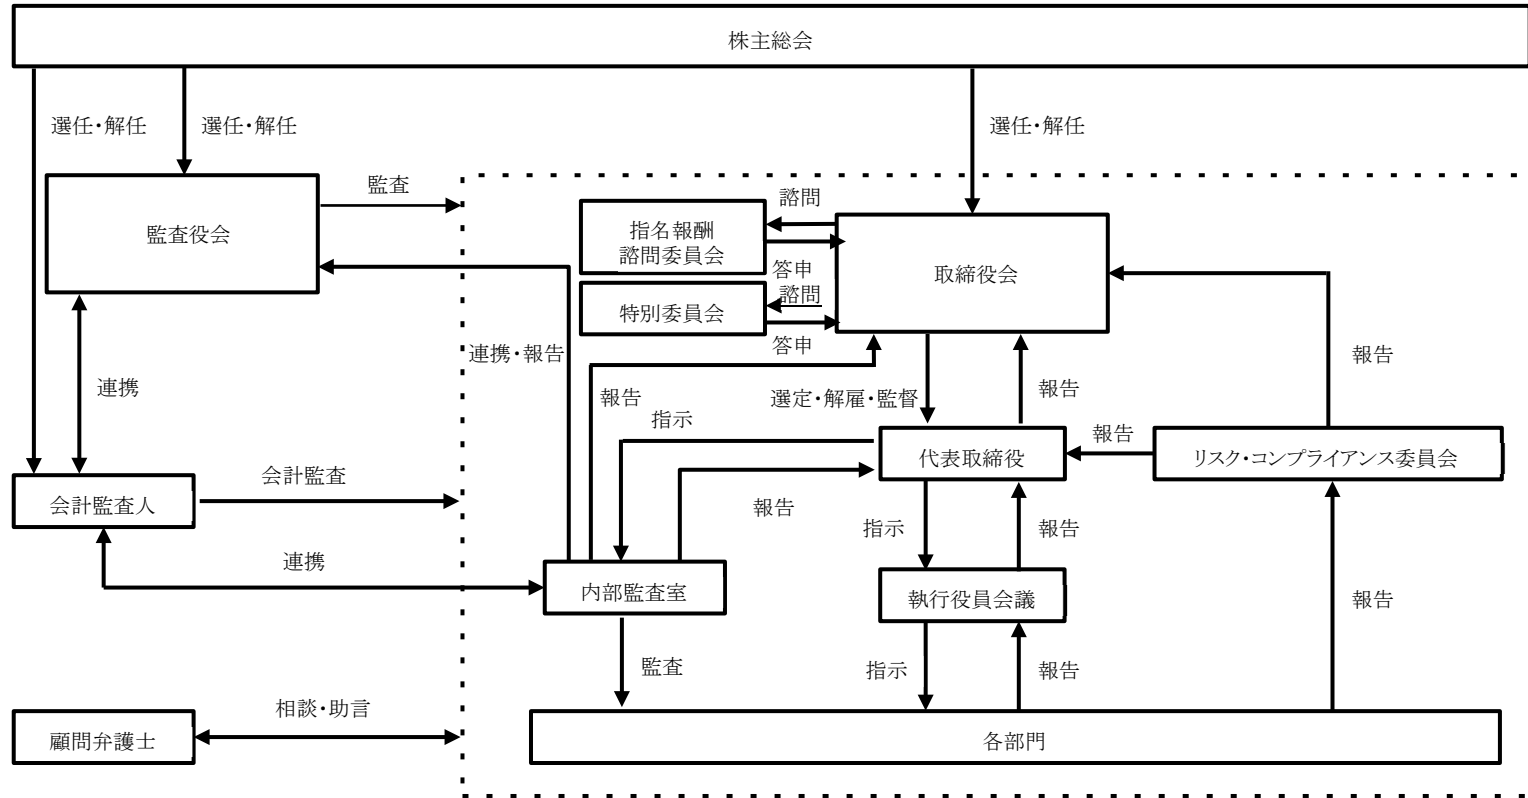 株主総会
選任・解任
選任・解任
選任・解任
監査
監査役会
諮問
指名報酬
諮問委員会
答申
取締役会
諮問
特別委員会
答申
連携・報告
報告
連携
報告
指示
選定・解雇・監督
報告
報告
代表取締役
リスク・コンプライアンス委員会
会計監査
会計監査人
報告
指示
報告
連携
内部監査室
執行役員会議
報告
監査
指示
報告
相談・助言
顧問弁護士
各部門